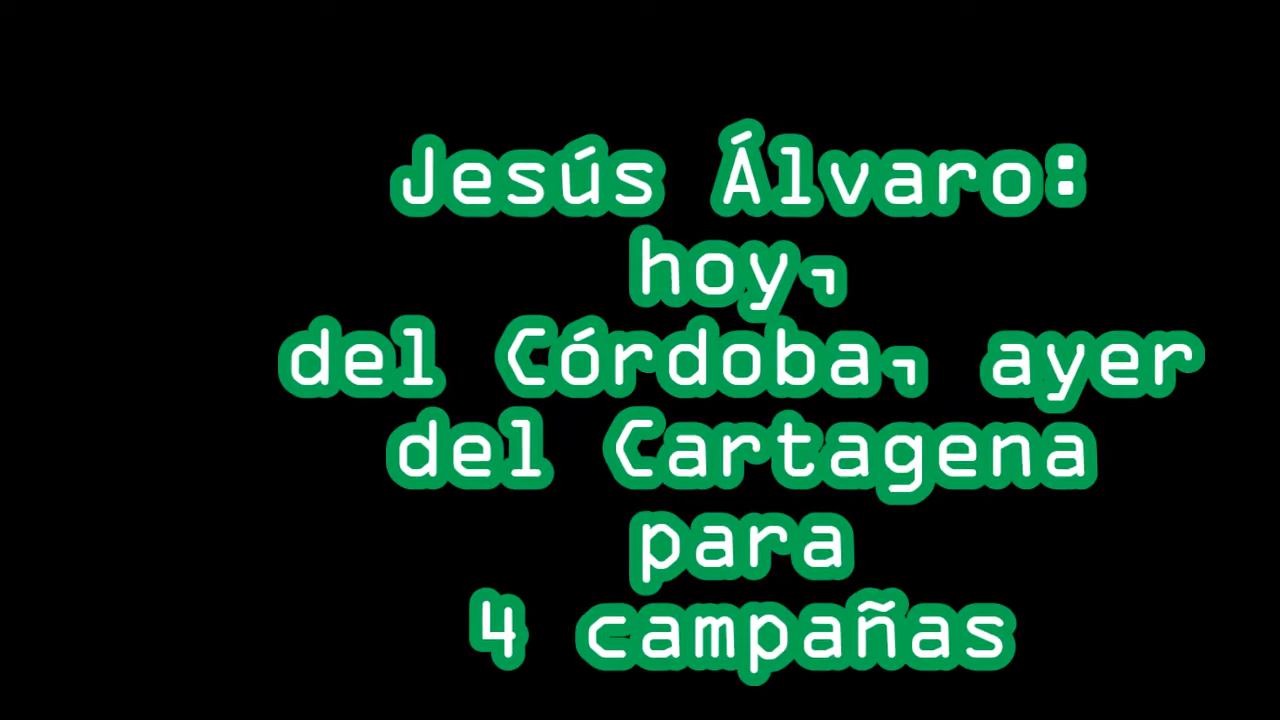 Jesús Álvaro:
hoy,
del Córdoba, ayer
del Cartagena
para
4 campañas